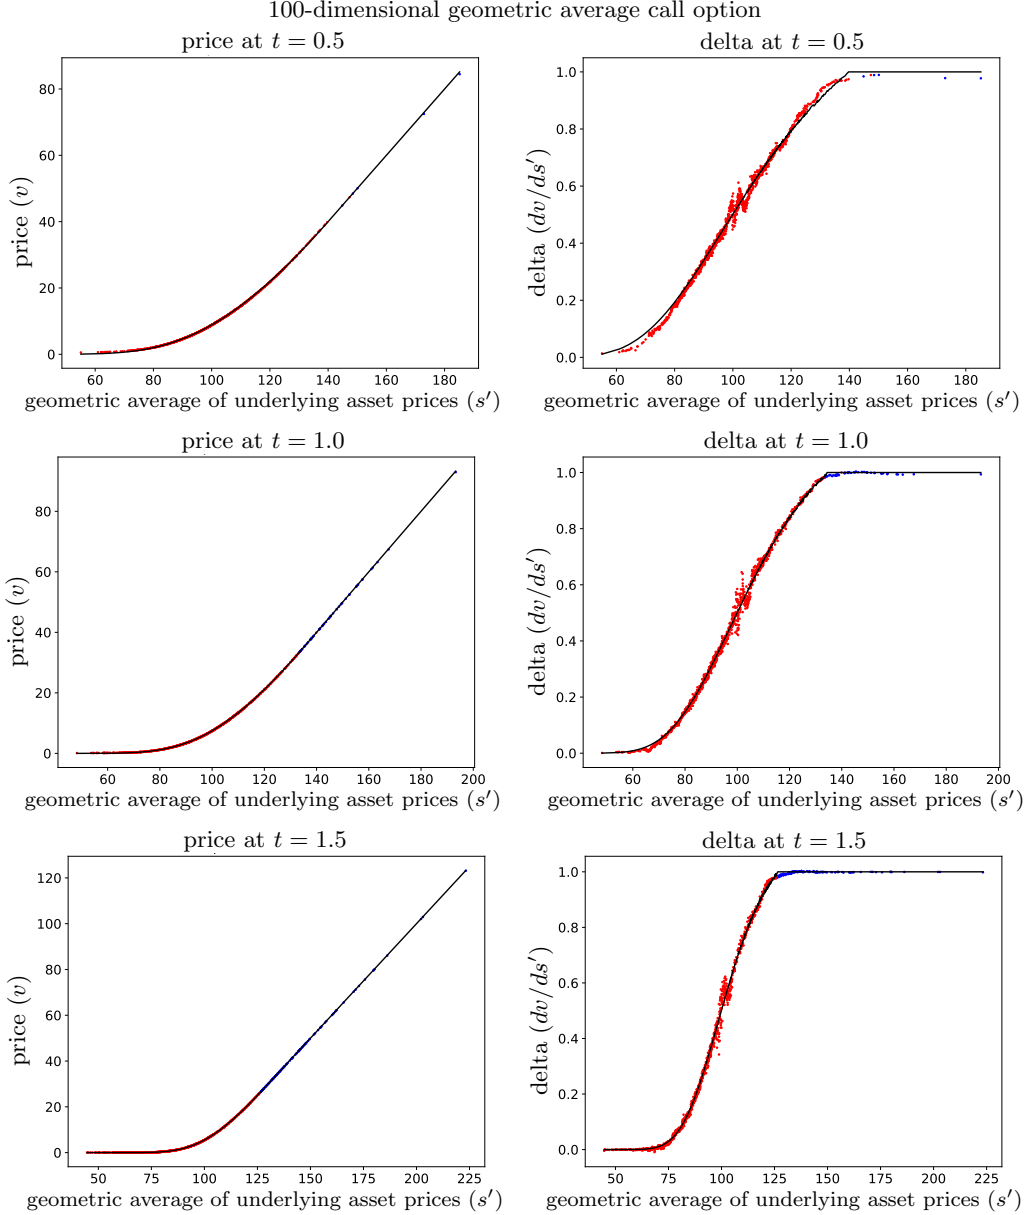 100-dimensional geometric average call option
price at t = 0.5
80
60
40
20
0
60 80 100 120 140 160 180
price (v)
geometric average of underlying asset prices (s′)
delta at t = 0.5
1.0
0.8
0.6
0.4
0.2
0.0
60 80 100 120 140 160 180
delta (dv/ds′)
geometric average of underlying asset prices (s′)
price at t = 1.0
80
60
40
20
0
60 80 100 120 140 160 180 200
price (v)
geometric average of underlying asset prices (s′)
delta at t = 1.0
1.0
0.8
0.6
0.4
0.2
0.0
60 80 100 120 140 160 180 200
delta (dv/ds′)
geometric average of underlying asset prices (s′)
price at t = 1.5
120
100
80
60
40
20
0
50 75 100 125 150 175 200 225
price (v)
geometric average of underlying asset prices (s′)
delta at t = 1.5
1.0
0.8
0.6
0.4
0.2
0.0
50 75 100 125 150 175 200 225
delta (dv/ds′)
geometric average of underlying asset prices (s′)